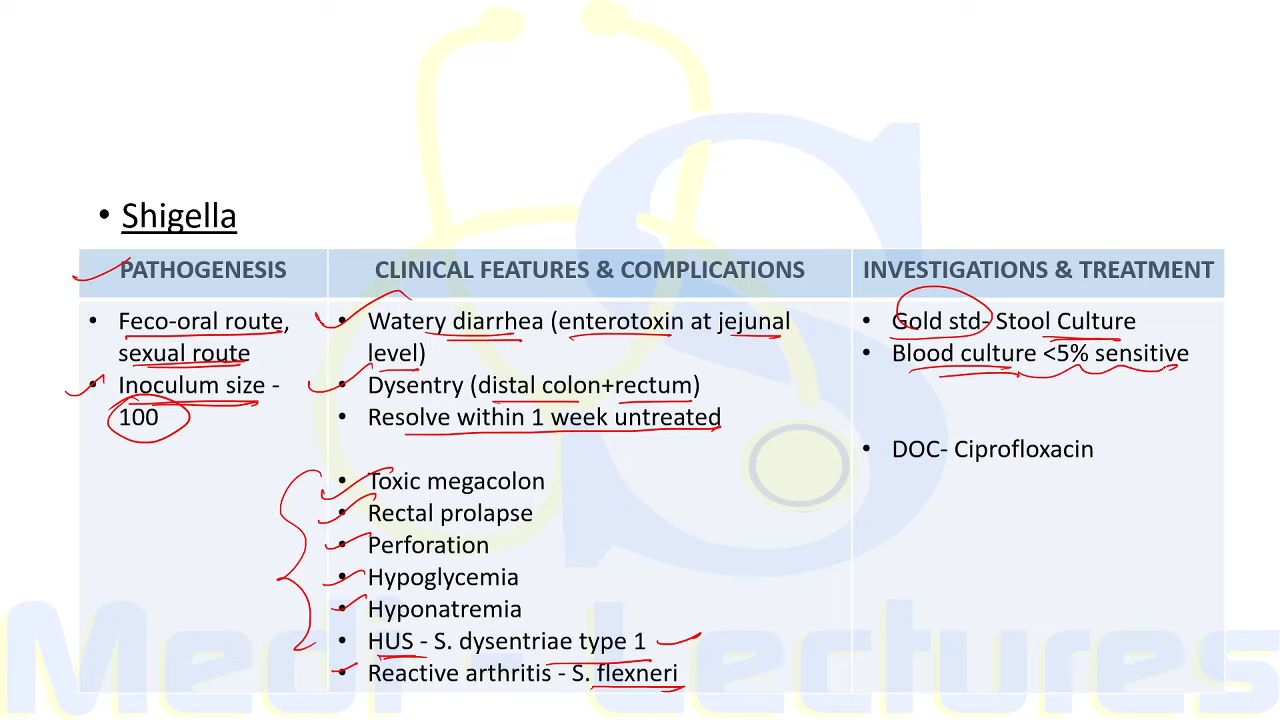 • Shigella
PATHOGENESIS
CLINICAL FEATURES & COMPLICATIONS
INVESTIGATIONS & TREATMENT
• Feco-oral route,
sexual route
• Inoculum size -
100
• Watery diarrhea (enterotoxin at jejunal
level)
• Dysentry (distal colon+rectum)
• Resolve within 1 week untreated
• Toxic megacolon
• Rectal prolapse
• Perforation
• Hypoglycemia
• Hyponatremia
• HUS - S. dysentriae type 1
• Reactive arthritis - S. flexneri
• Gold std- Stool Culture
• Blood culture <5% sensitive
• DOC- Ciprofloxacin
S
Medi - Lectures